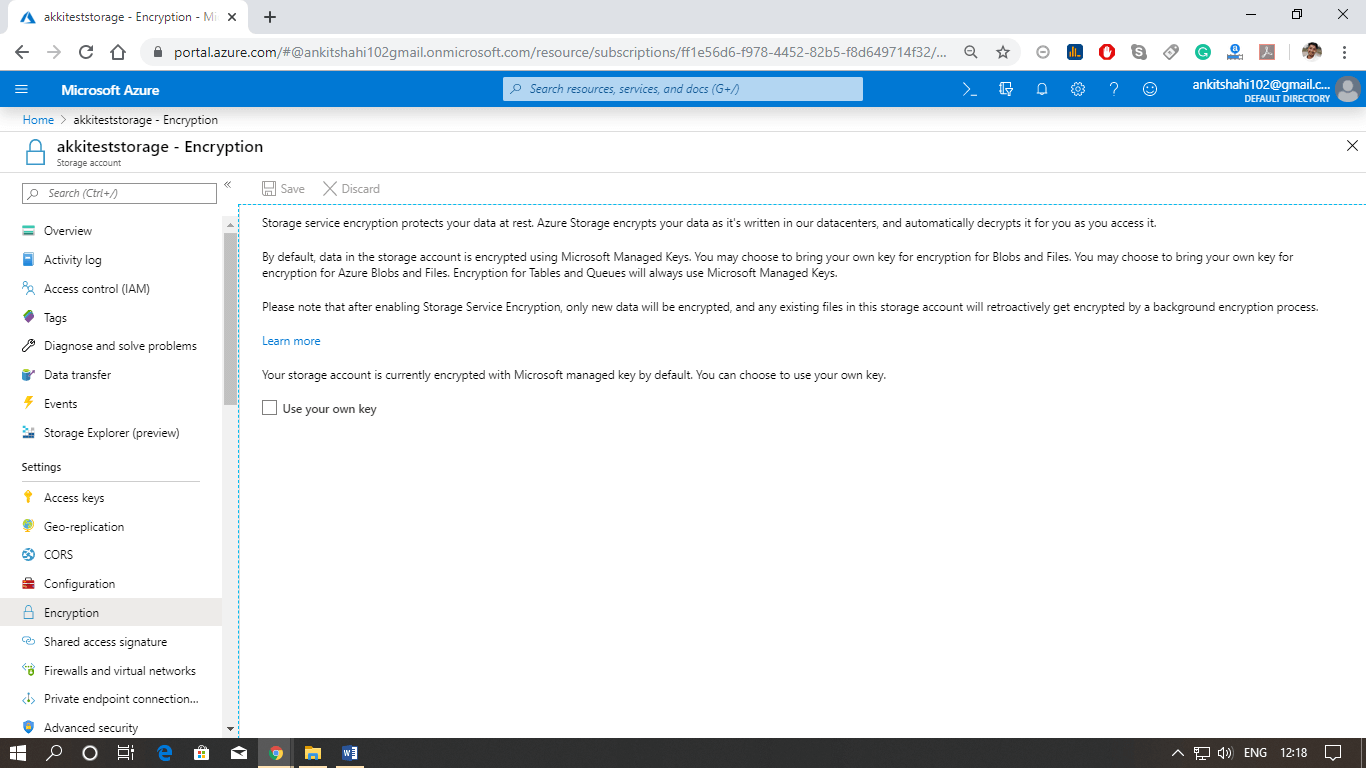 akkiteststorage - Encryption - Mi
portal.azure.com/#@ankitshahi102gmail.onmicrosoft.com/resource/subscriptions/ff1e56d6-f978-4452-82b5-f8d649714f32/...
Microsoft Azure
Search resources, services, and docs (G+/)
ankitshahi102@gmail.c...
DEFAULT DIRECTORY
Home > akkiteststorage - Encryption
akkiteststorage - Encryption
Storage account
Search (Ctrl+/)
«
Save
Discard
Overview
Activity log
Access control (IAM)
Tags
Diagnose and solve problems
Data transfer
Events
Storage Explorer (preview)
Settings
Access keys
Geo-replication
CORS
Configuration
Encryption
Shared access signature
Firewalls and virtual networks
Private endpoint connection...
Advanced security
Storage service encryption protects your data at rest. Azure Storage encrypts your data as it's written in our datacenters, and automatically decrypts it for you as you access it.
By default, data in the storage account is encrypted using Microsoft Managed Keys. You may choose to bring your own key for encryption for Blobs and Files. You may choose to bring your own key for
encryption for Azure Blobs and Files. Encryption for Tables and Queues will always use Microsoft Managed Keys.
Please note that after enabling Storage Service Encryption, only new data will be encrypted, and any existing files in this storage account will retroactively get encrypted by a background encryption process.
Learn more
Your storage account is currently encrypted with Microsoft managed key by default. You can choose to use your own key.
Use your own key
ENG
12:18